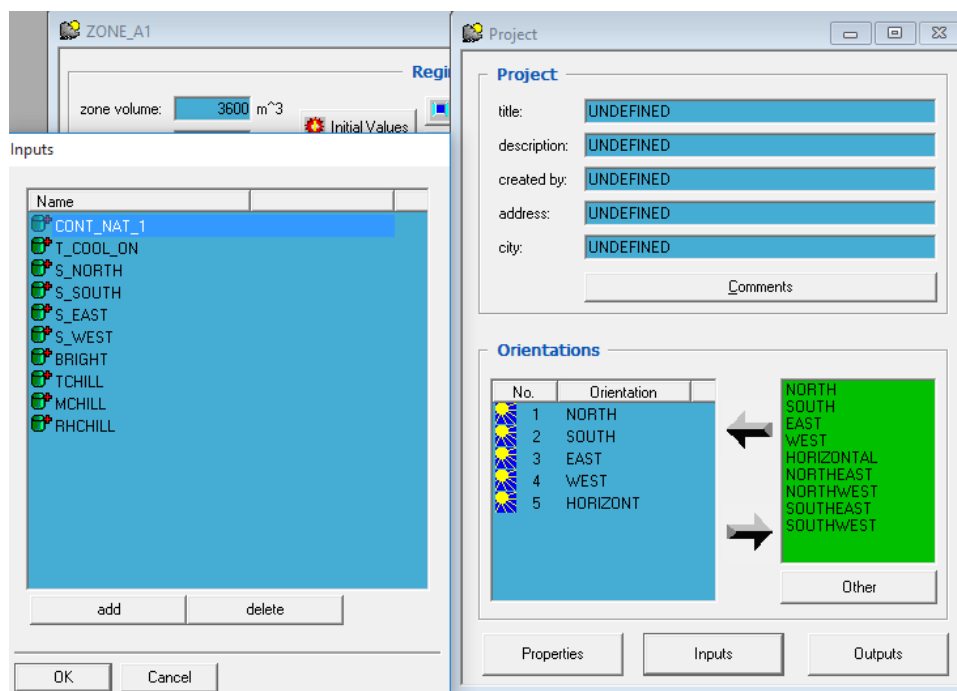 ZONE_A1
Regi
zone volume: 3600 m^3
Initial Values
Inputs
Name
CONT_NAT_1
T_COOL_ON
S_NORTH
S_SOUTH
S_EAST
S_WEST
BRIGHT
TCHILL
MCHILL
RHCHILL
add delete
OK Cancel
Project
Project
title: UNDEFINED
description: UNDEFINED
created by: UNDEFINED
address: UNDEFINED
city: UNDEFINED
Comments
Orientations
No. Orientation
1 NORTH
2 SOUTH
3 EAST
4 WEST
5 HORIZONT
NORTH
SOUTH
EAST
WEST
HORIZONTAL
NORTHEAST
NORTHWEST
SOUTHEAST
SOUTHWEST
Other
Properties Inputs Outputs